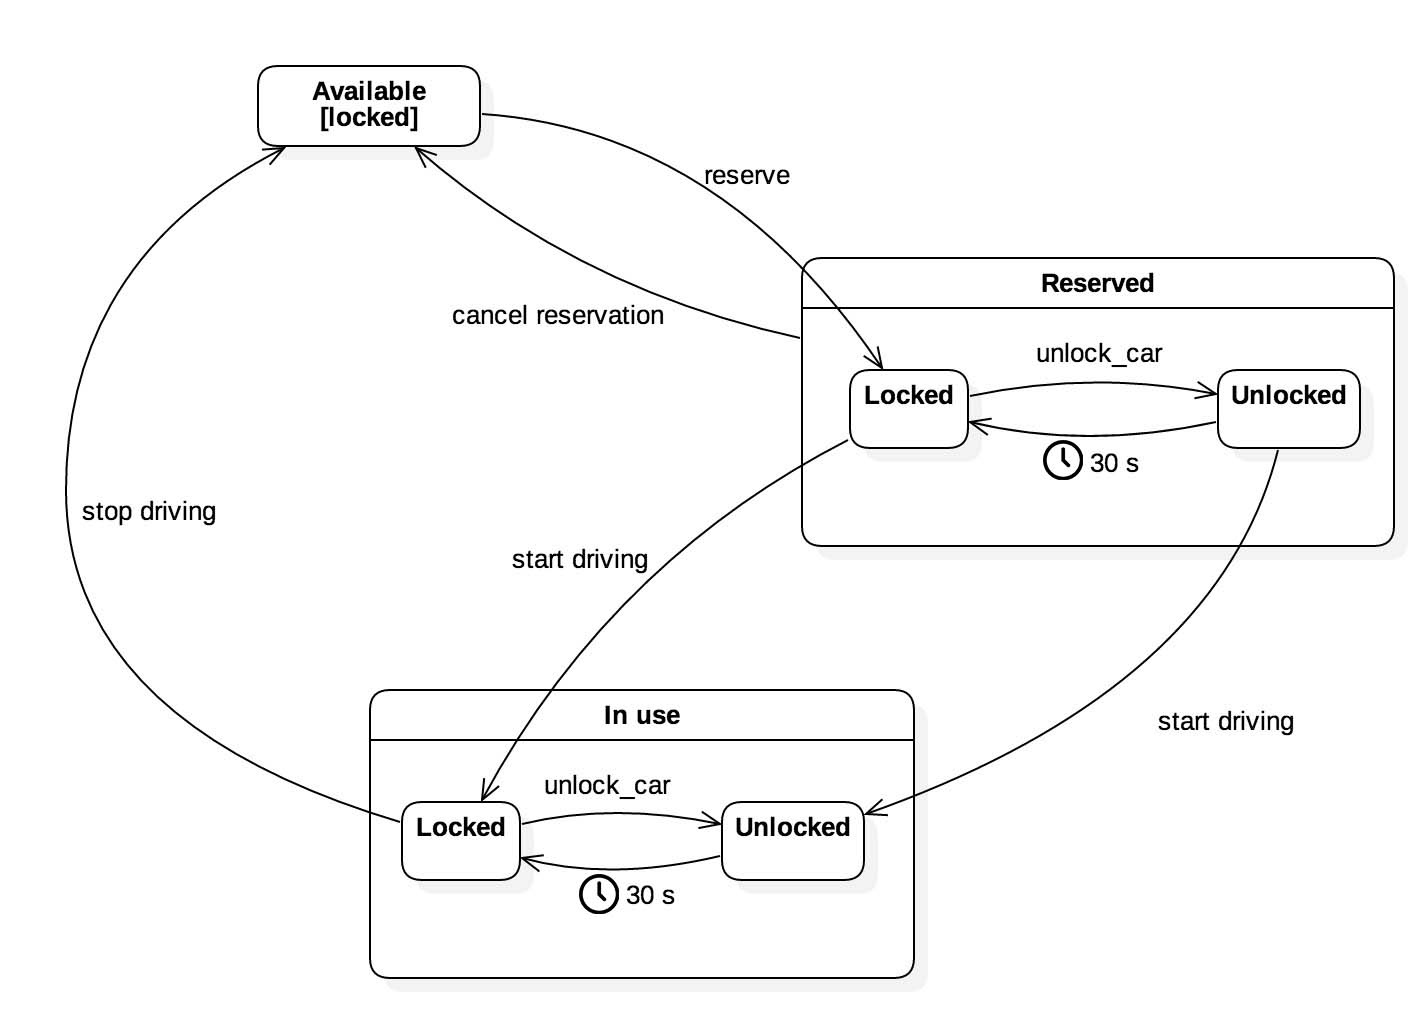 Available
[locked]
reserve
Reserved
cancel reservation
unlock_car
Locked
Unlocked
30 s
stop driving
start driving
In use
start driving
unlock_car
Locked
Unlocked
30 s